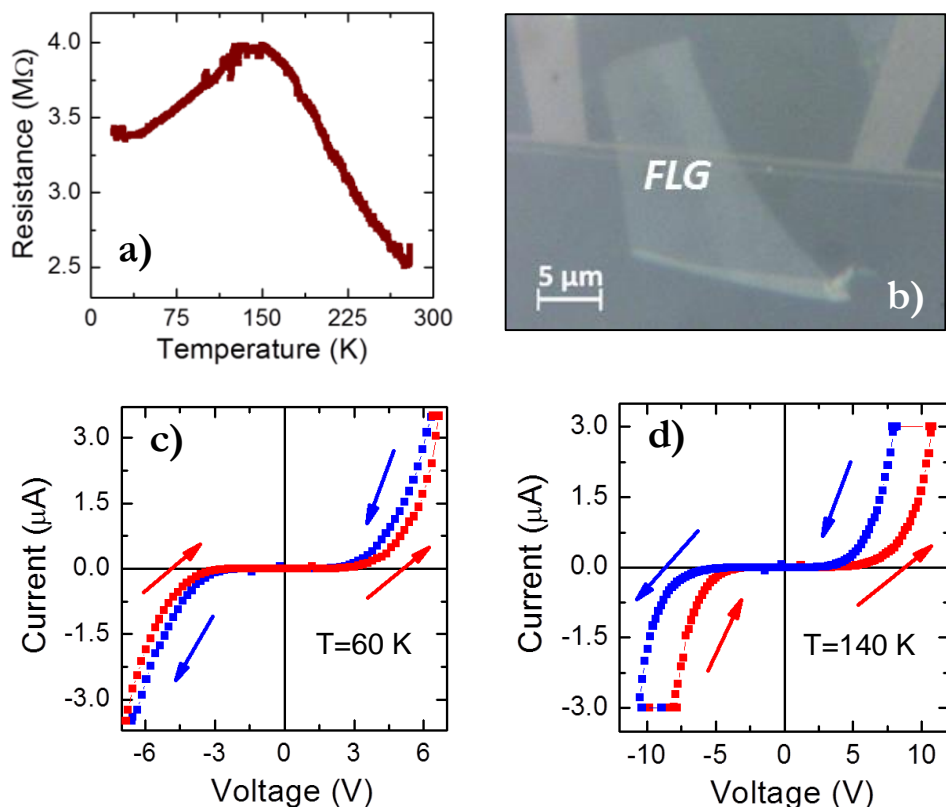 Resistance (MΩ)
4.0
3.5
3.0
2.5
a)
0 75 150 225 300
Temperature (K)
FLG
5 μm
b)
Current (μA)
3.0
1.5
0.0
-1.5
-3.0
c)
T=60 K
-6 -3 0 3 6
Voltage (V)
Current (μA)
3.0
1.5
0.0
-1.5
-3.0
d)
T=140 K
-10 -5 0 5 10
Voltage (V)